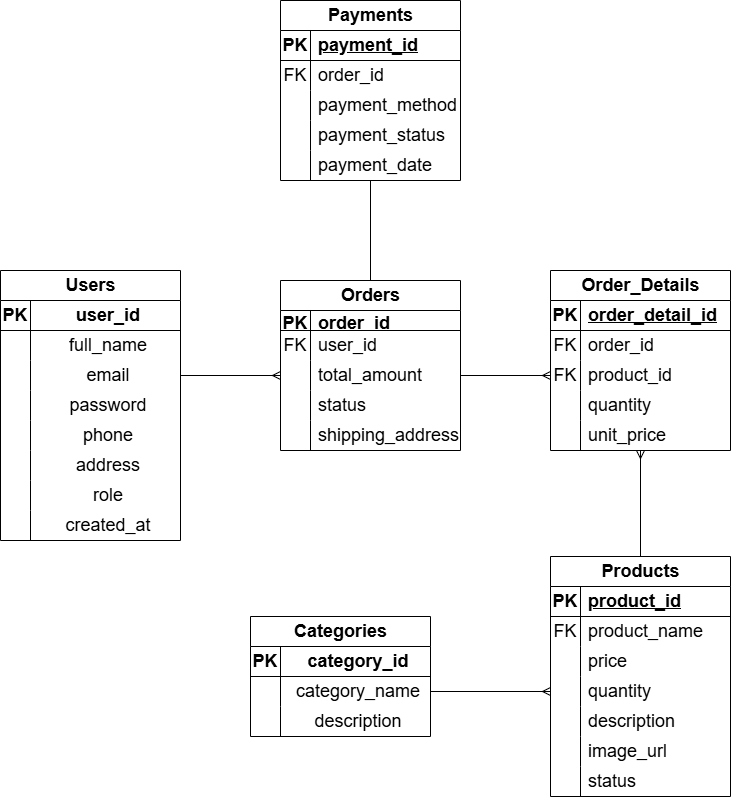 Payments
PK payment_id
FK order_id
payment_method
payment_status
payment_date
Users
PK user_id
full_name
email
password
phone
address
role
created_at
Orders
PK order_id
FK user_id
total_amount
status
shipping_address
Order_Details
PK order_detail_id
FK order_id
FK product_id
quantity
unit_price
Categories
PK category_id
category_name
description
Products
PK product_id
FK product_name
price
quantity
description
image_url
status